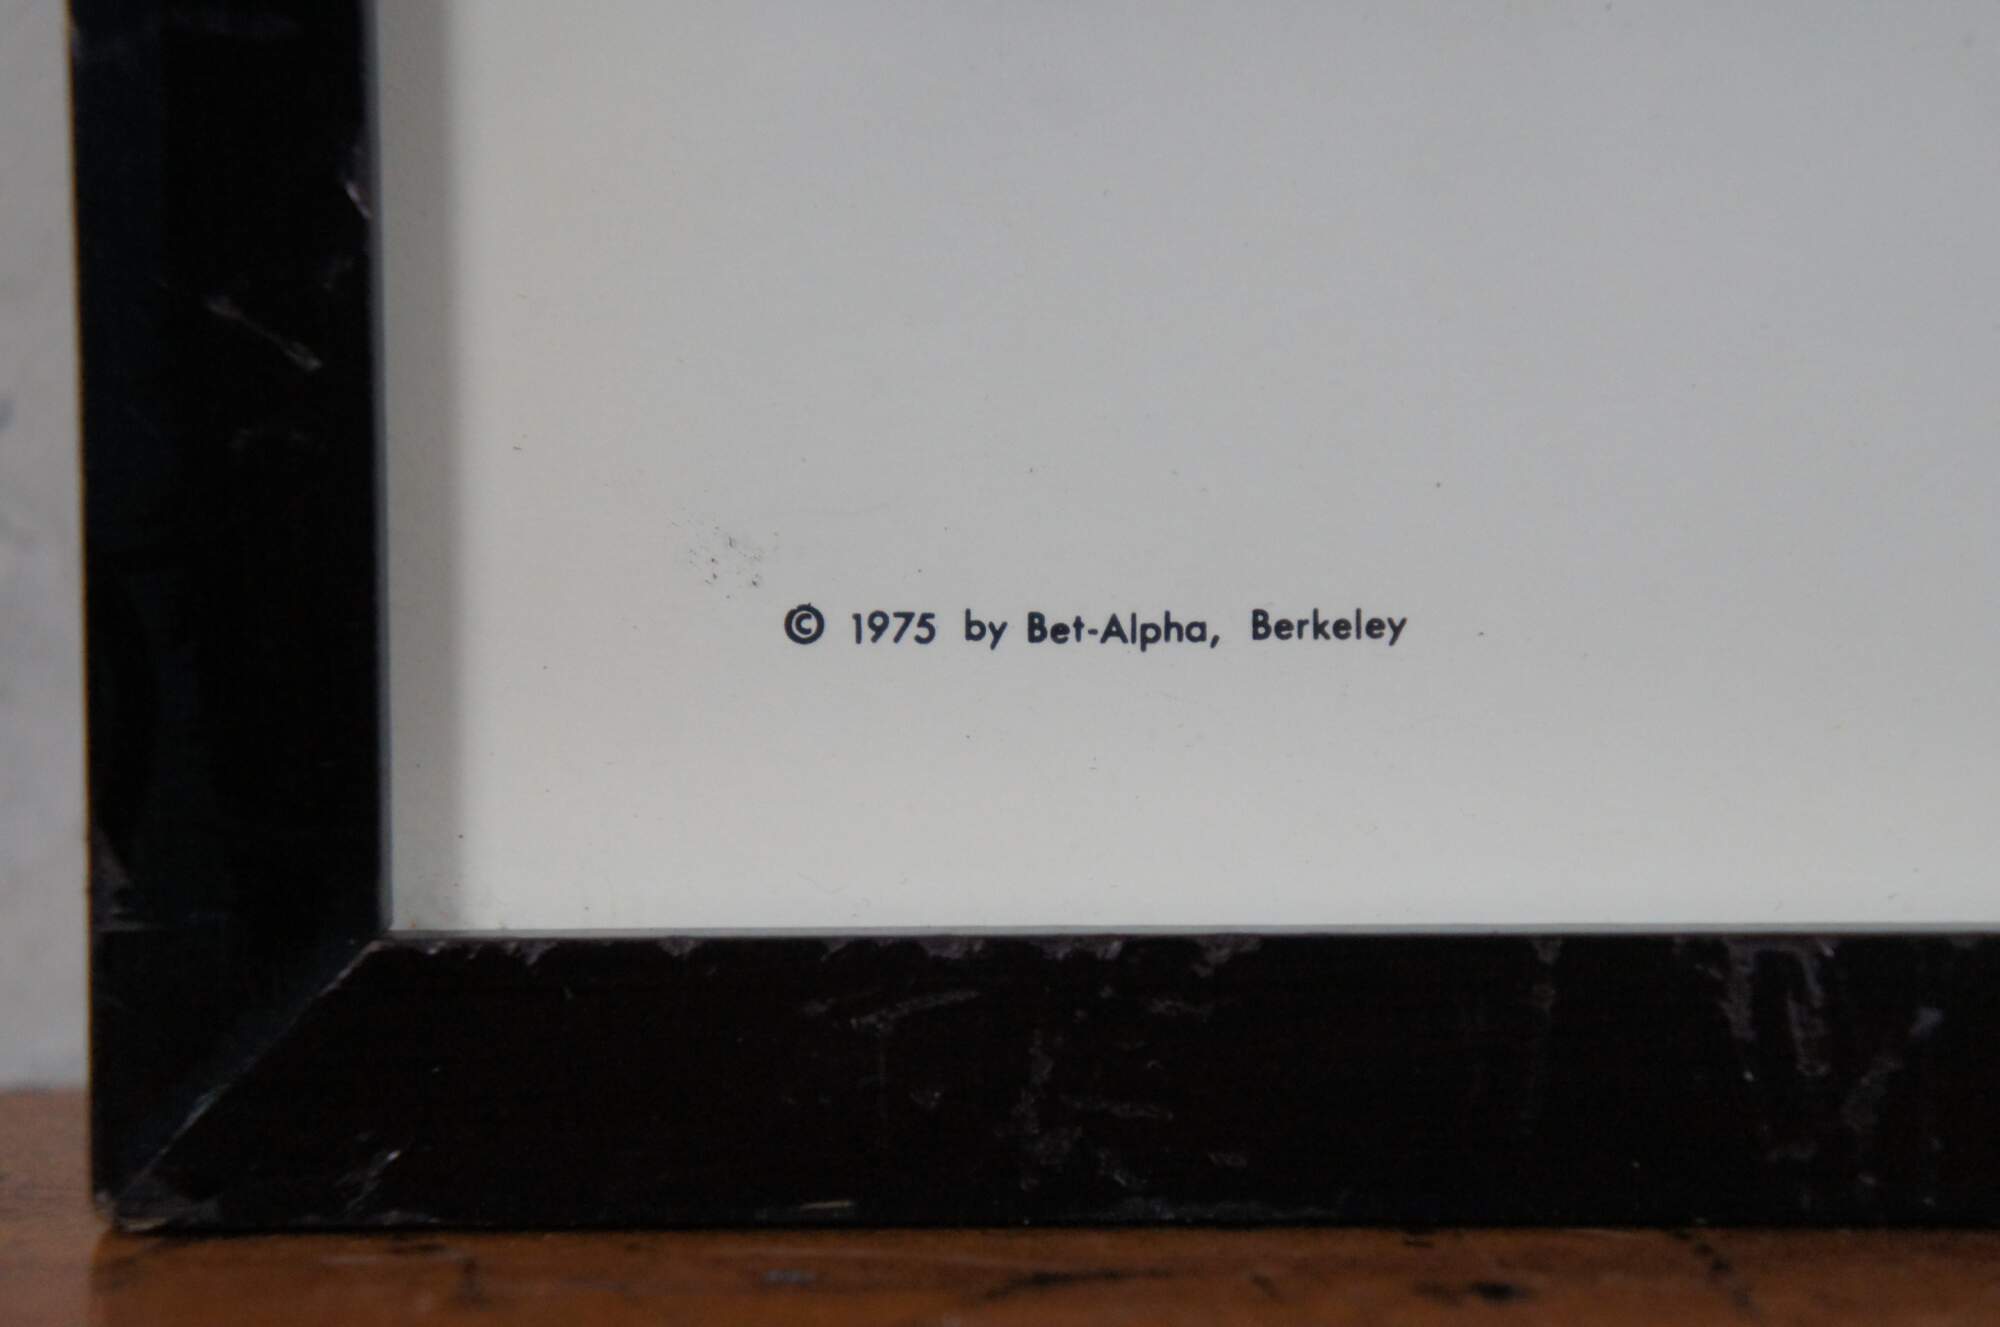 © 1975 by Bet-Alpha, Berkeley